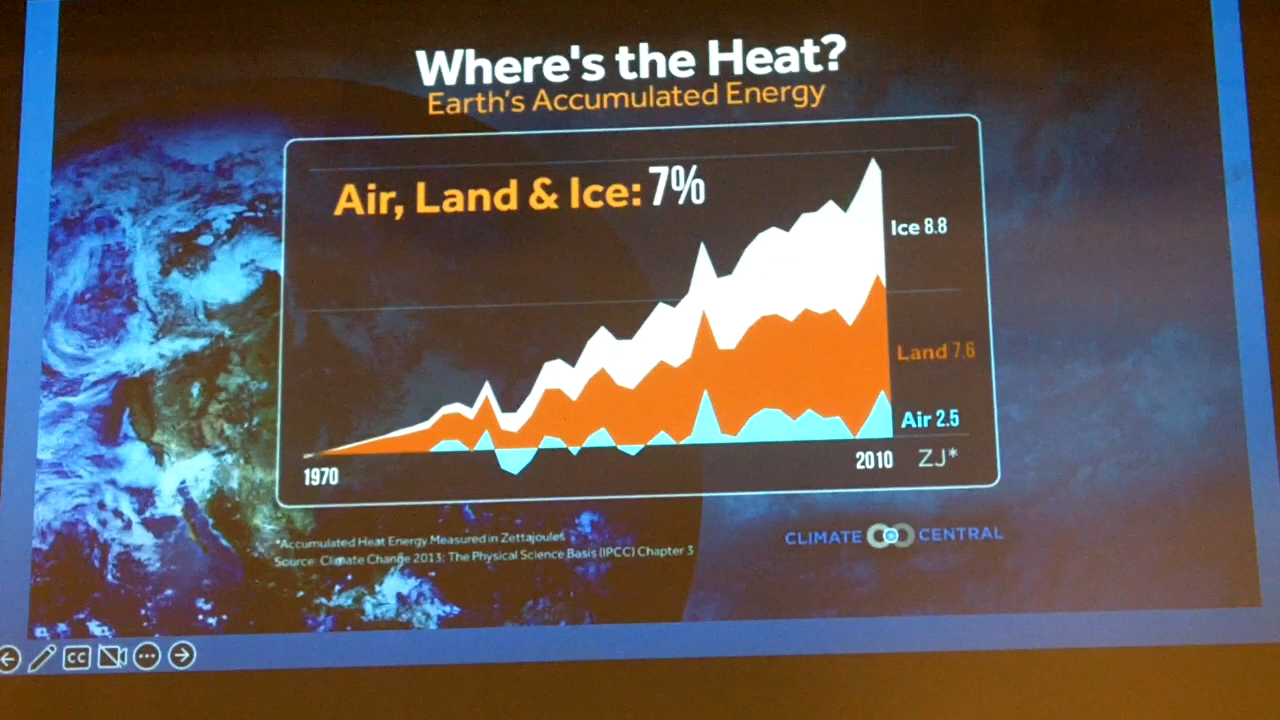 Where's the Heat?
Earth's Accumulated Energy
Air, Land & Ice: 7%
Ice 8.8
Land 7.6
Air 2.5
1970
2010 ZJ*
*Accumulated Heat Energy Measured in Zettajoules
Source: Climate Change 2013: The Physical Science Basis (IPCC) Chapter 3
CLIMATE CENTRAL
CC